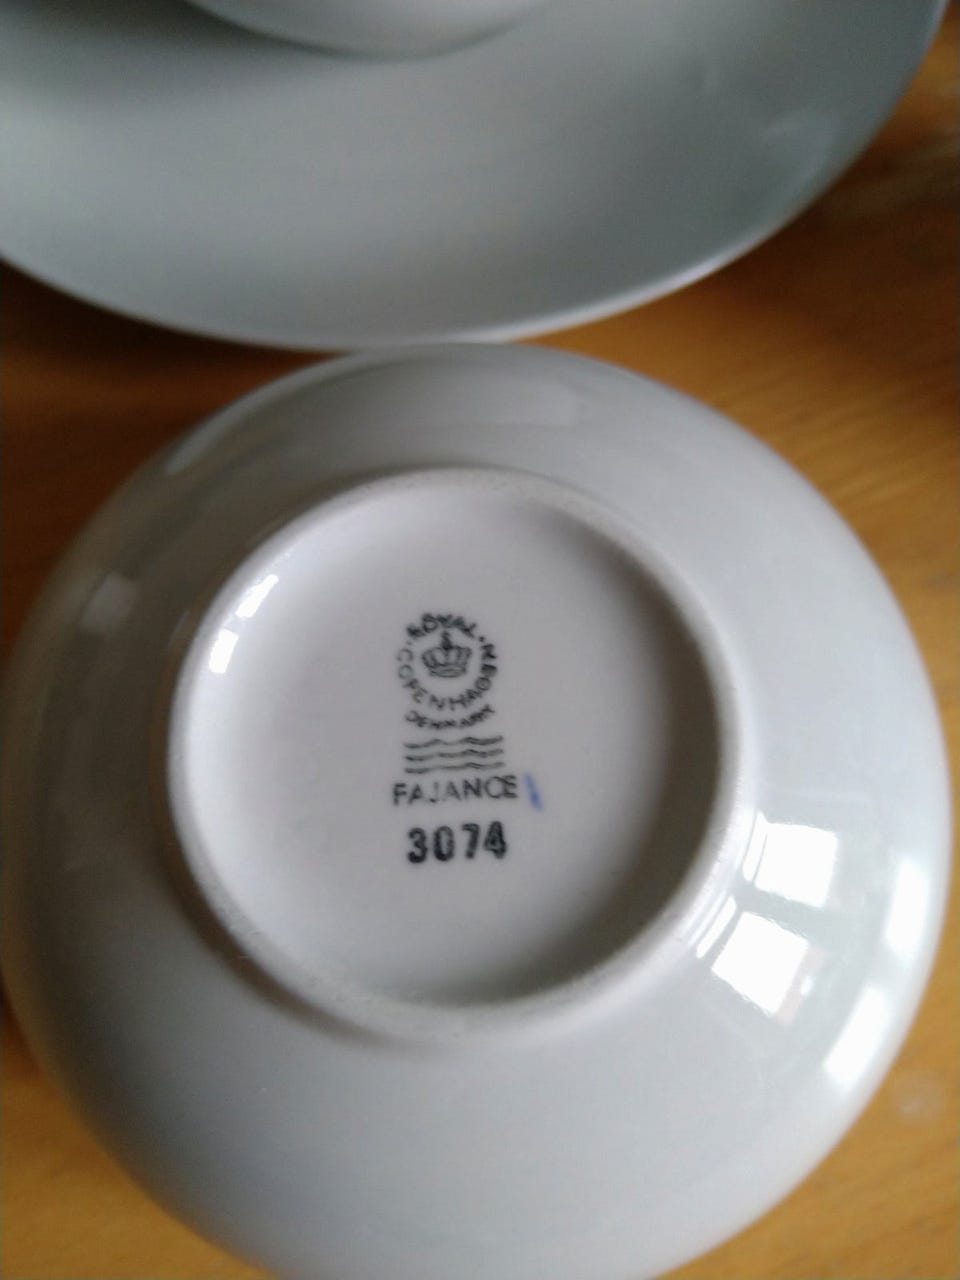 ROYAL
COPENHAGEN
DENMARK
FAJANCE
3074